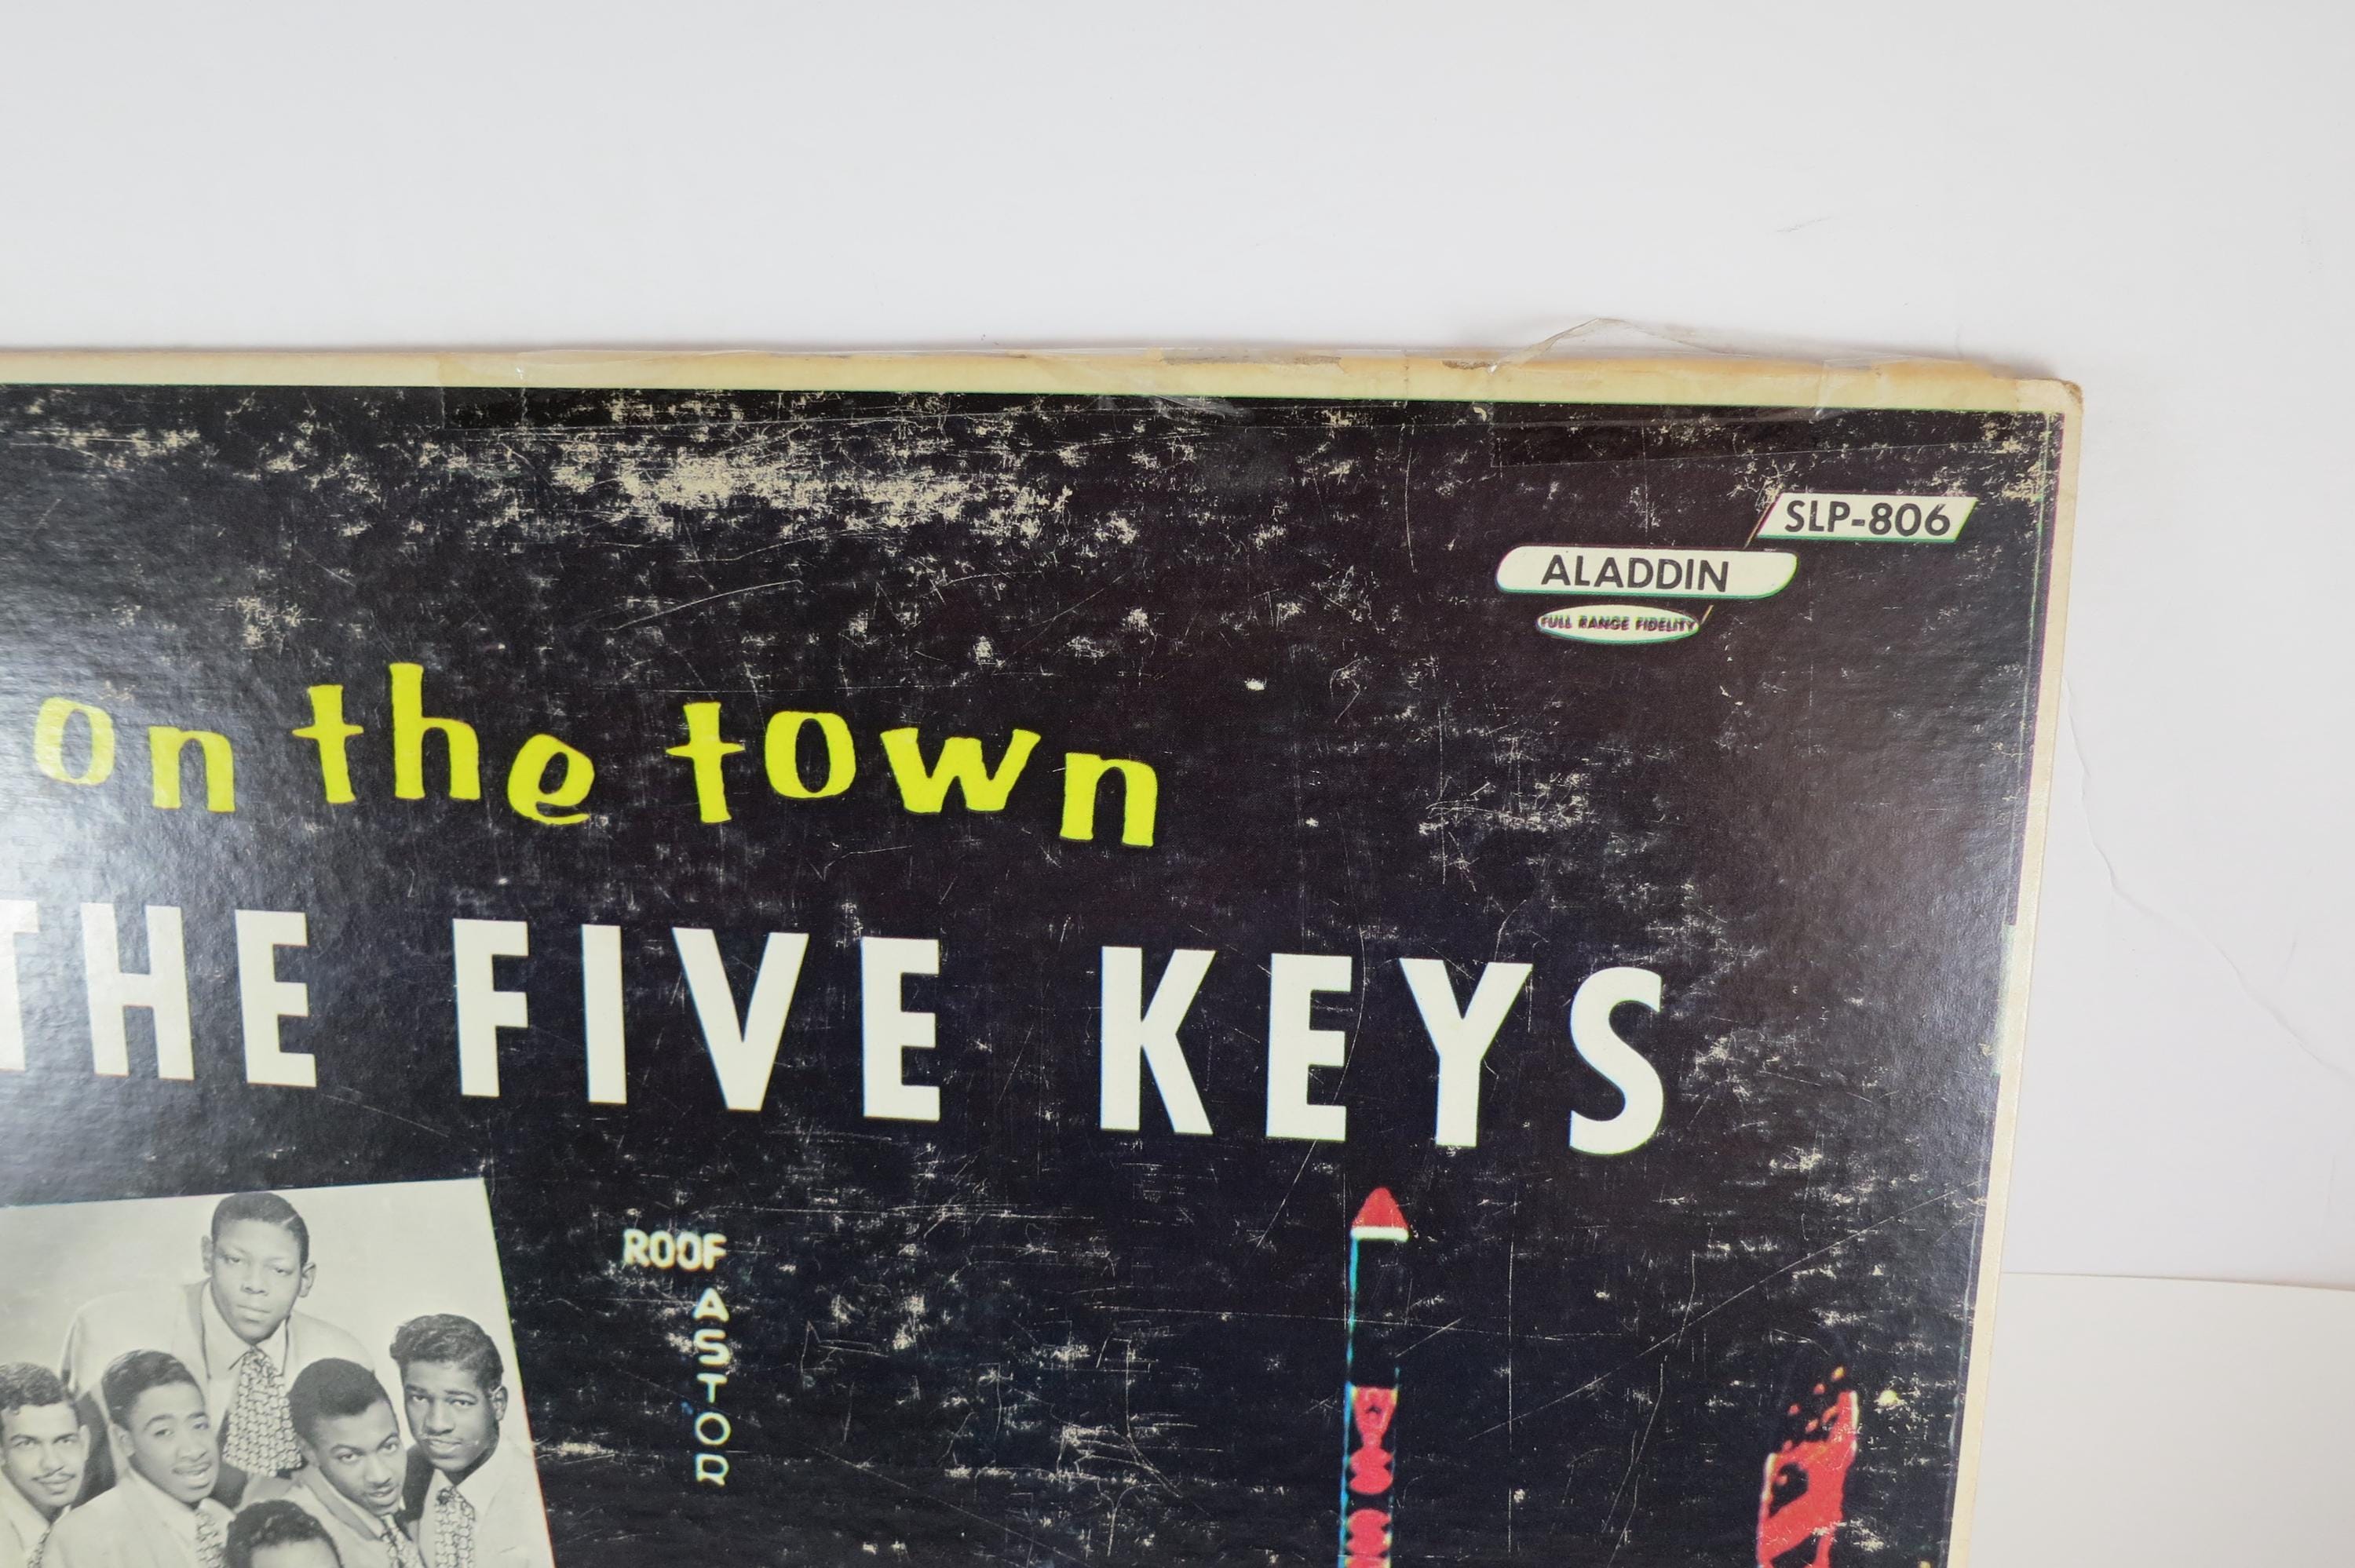 SLP-806
ALADDIN
FULL RANGE FIDELITY
on the town
THE FIVE KEYS
ROOF
ASTOR